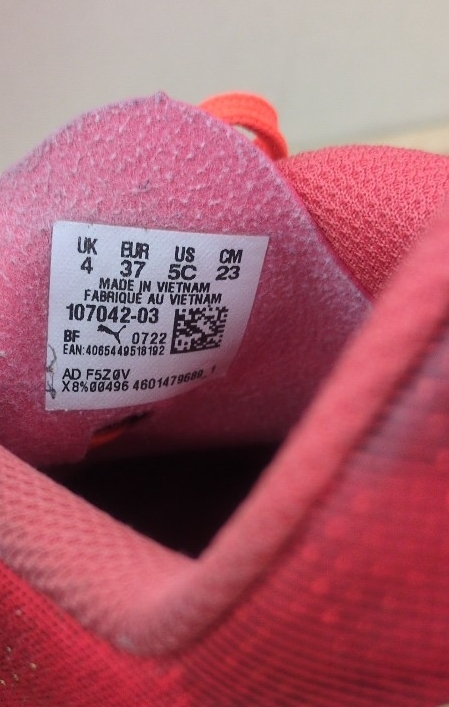 UK EUR US CM
4 37 5C 23
MADE IN VIETNAM
FABRIQUÉ AU VIETNAM
107042-03
BF 0722
EAN:4065449518192
AD F5Z0V
X8%00496 4601479680_1